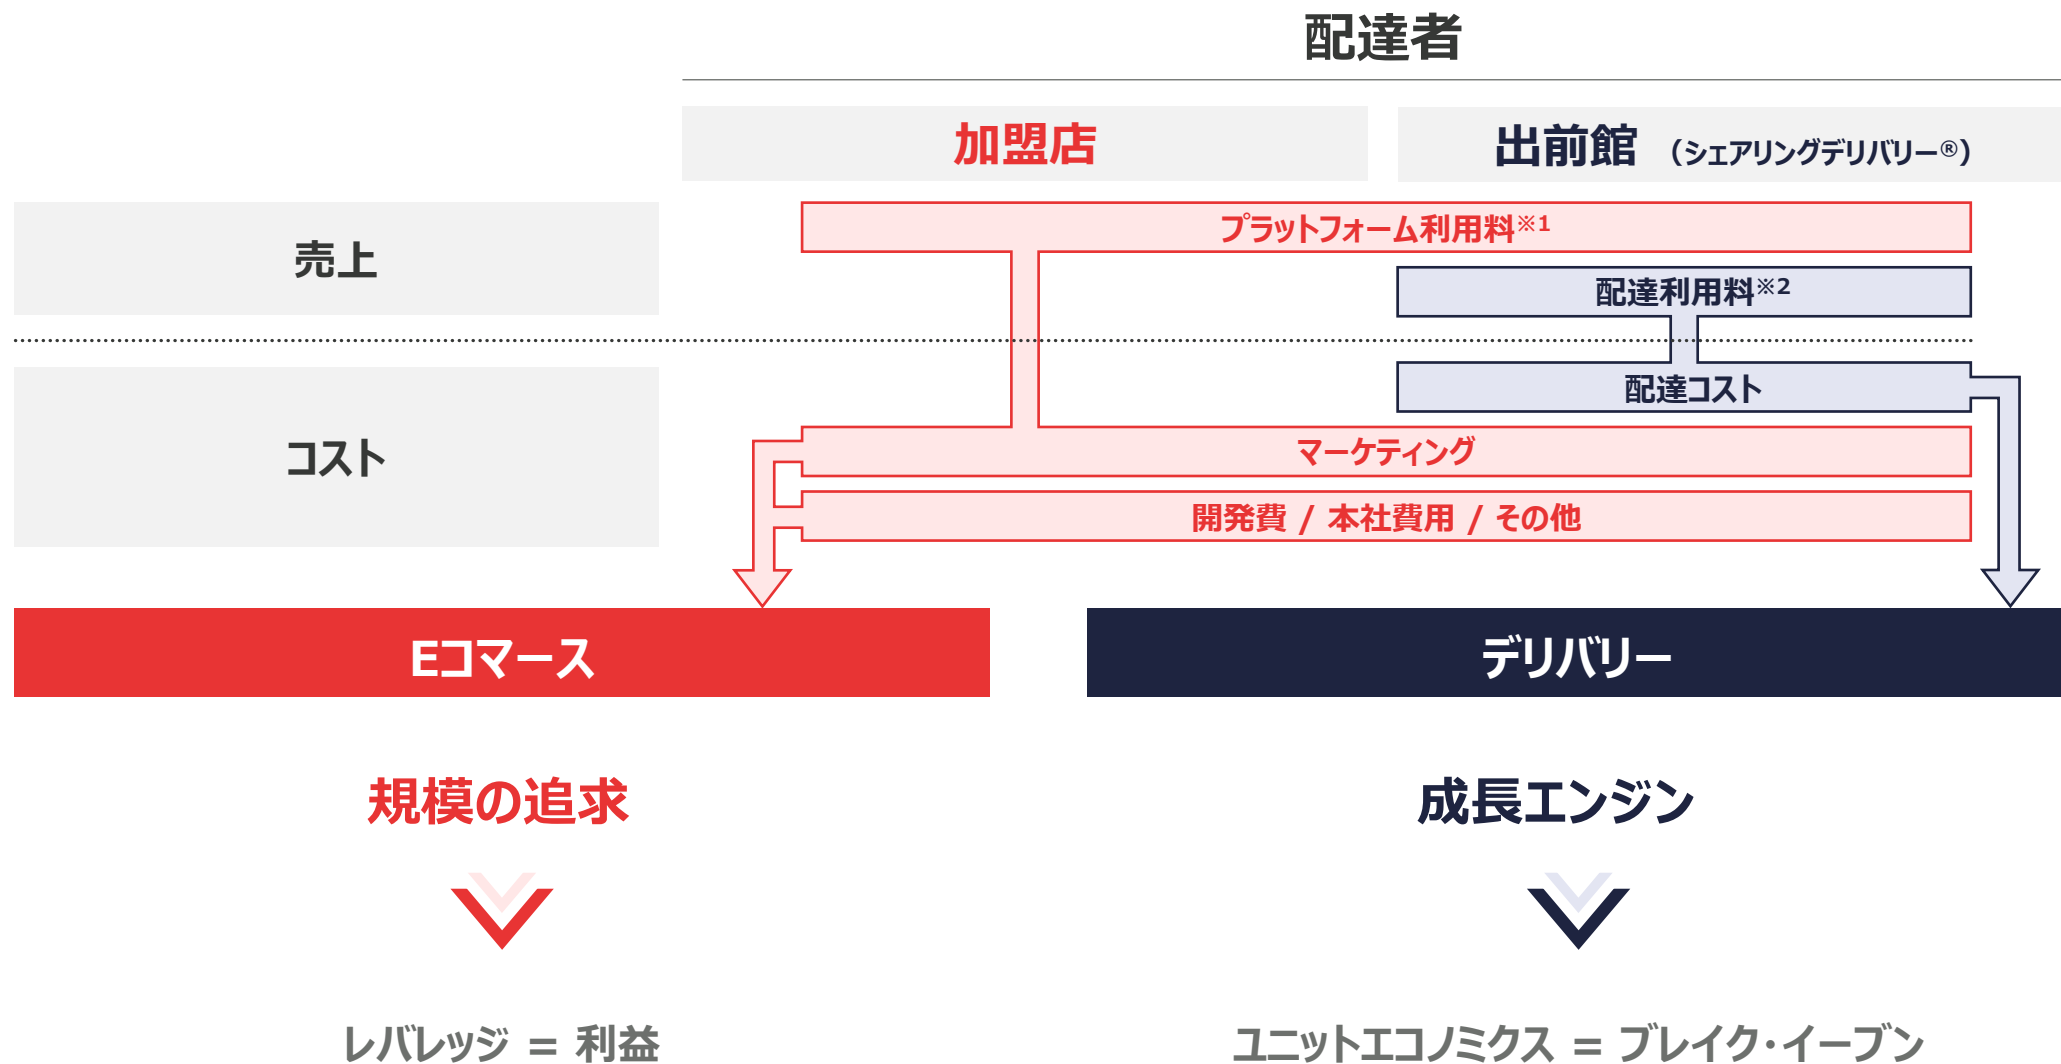 配達者
加盟店
出前館 （シェアリングデリバリー®）
売上
プラットフォーム利用料※1
配達利用料※2
配達コスト
コスト
マーケティング
開発費 / 本社費用 / その他
Eコマース
デリバリー
規模の追求
成長エンジン
レバレッジ = 利益
ユニットエコノミクス = ブレイク・イーブン